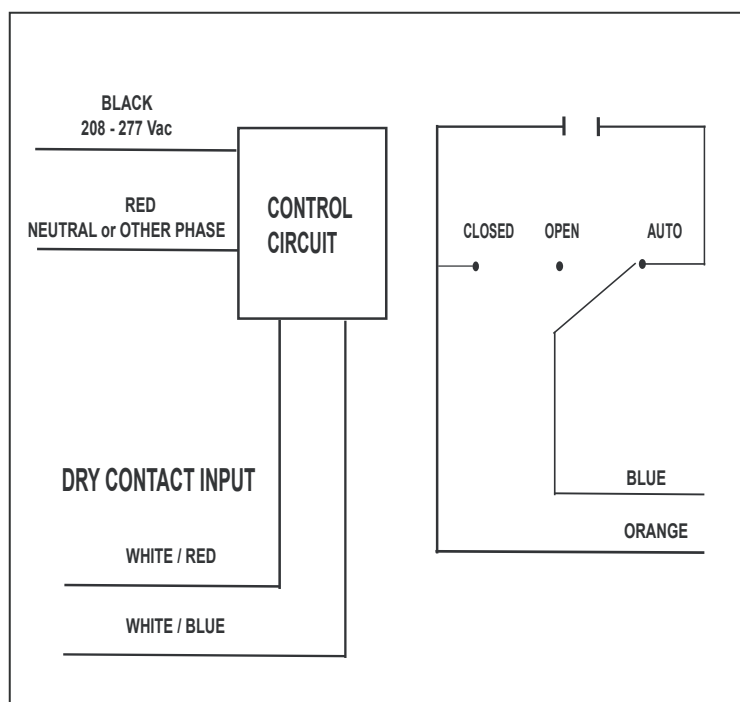 BLACK
208 - 277 Vac
RED
NEUTRAL or OTHER PHASE
CONTROL
CIRCUIT
CLOSED
OPEN
AUTO
DRY CONTACT INPUT
WHITE / RED
WHITE / BLUE
BLUE
ORANGE